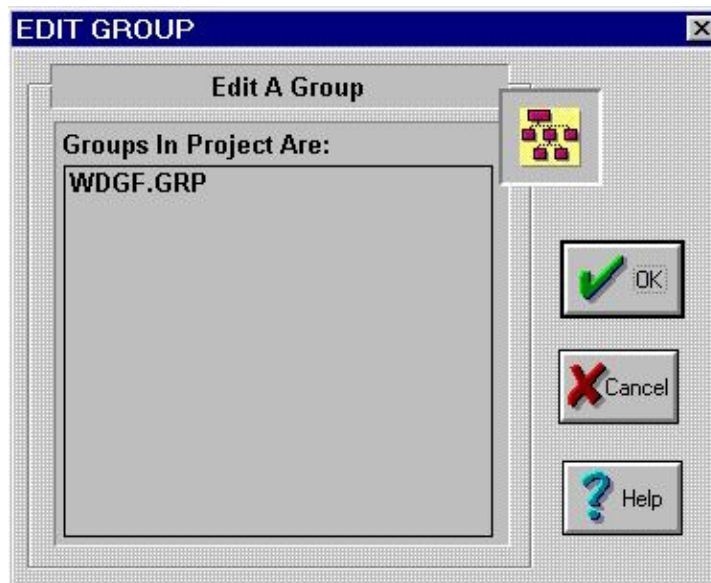 EDIT GROUP
Edit A Group
Groups In Project Are:
WDGF.GRP
OK
Cancel
Help